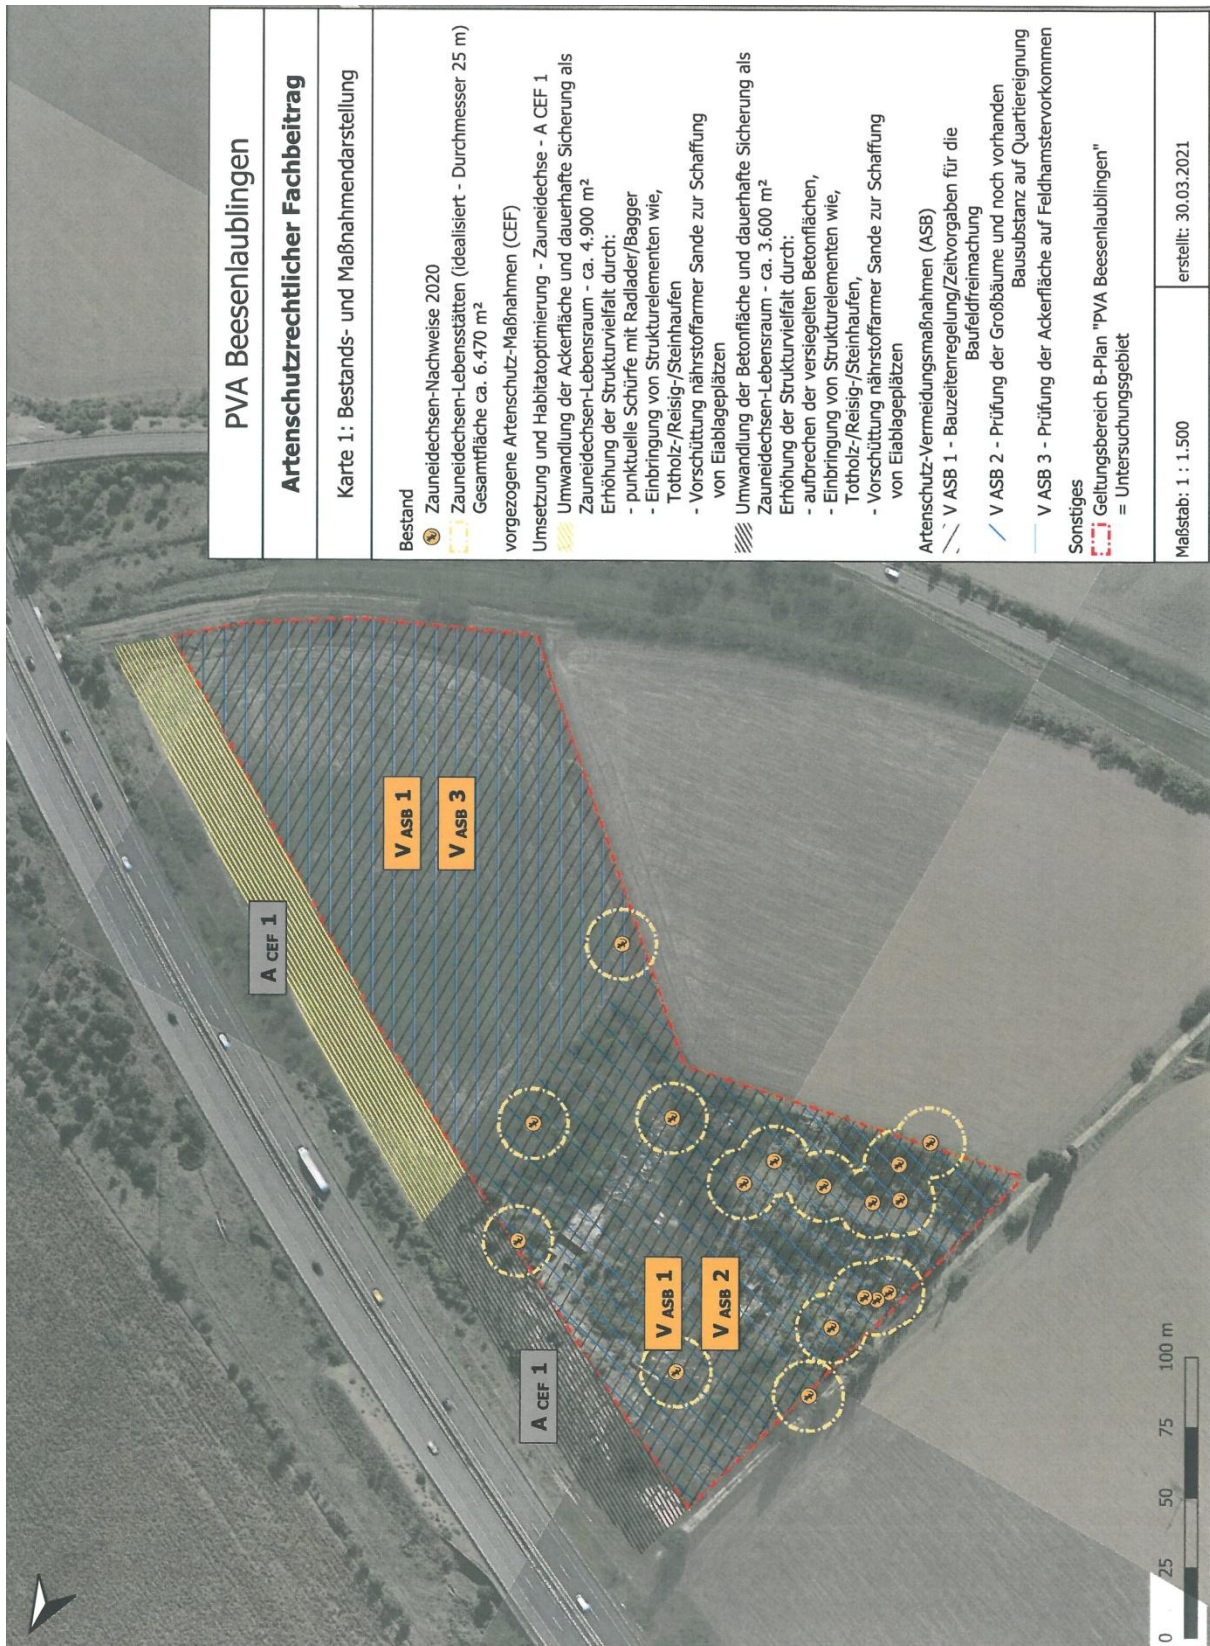 PVA Beesenlaublingen
Artenschutzrechtlicher Fachbeitrag
Karte 1: Bestands- und Maßnahmendarstellung
Bestand
Zauneidechsen-Nachweise 2020
Zauneidechsen-Lebensstätten (idealisiert - Durchmesser 25 m)
Gesamtfläche ca. 6.470 m²
vorgezogene Artenschutz-Maßnahmen (CEF)
Umsetzung und Habitatoptimierung - Zauneidechse - A CEF 1
Umwandlung der Ackerfläche und dauerhafte Sicherung als
Zauneidechsen-Lebensraum - ca. 4.900 m²
Erhöhung der Strukturvielfalt durch:
- punktuelle Schürfe mit Radlader/Bagger
- Einbringung von Strukturelementen wie,
Totholz-/Reisig-/Steinhaufen
- Vorschüttung nährstoffarmer Sande zur Schaffung
von Eiablageplätzen
Umwandlung der Betonfläche und dauerhafte Sicherung als
Zauneidechsen-Lebensraum - ca. 3.600 m²
Erhöhung der Strukturvielfalt durch:
- aufbrechen der versiegelten Betonflächen,
- Einbringung von Strukturelementen wie,
Totholz-/Reisig-/Steinhaufen,
- Vorschüttung nährstoffarmer Sande zur Schaffung
von Eiablageplätzen
Artenschutz-Vermeidungsmaßnahmen (ASB)
V ASB 1 - Bauzeitenregelung/Zeitvorgaben für die
Baufeldfreimachung
V ASB 2 - Prüfung der Großbäume und noch vorhanden
Bausubstanz auf Quartiereignung
V ASB 3 - Prüfung der Ackerfläche auf Feldhamstervorkommen
Sonstiges
Geltungsbereich B-Plan "PVA Beesenlaublingen"
= Untersuchungsgebiet
Maßstab: 1 : 1.500
erstellt: 30.03.2021
A CEF 1
V ASB 1
V ASB 3
A CEF 1
V ASB 1
V ASB 2
0 25 50 75 100 m